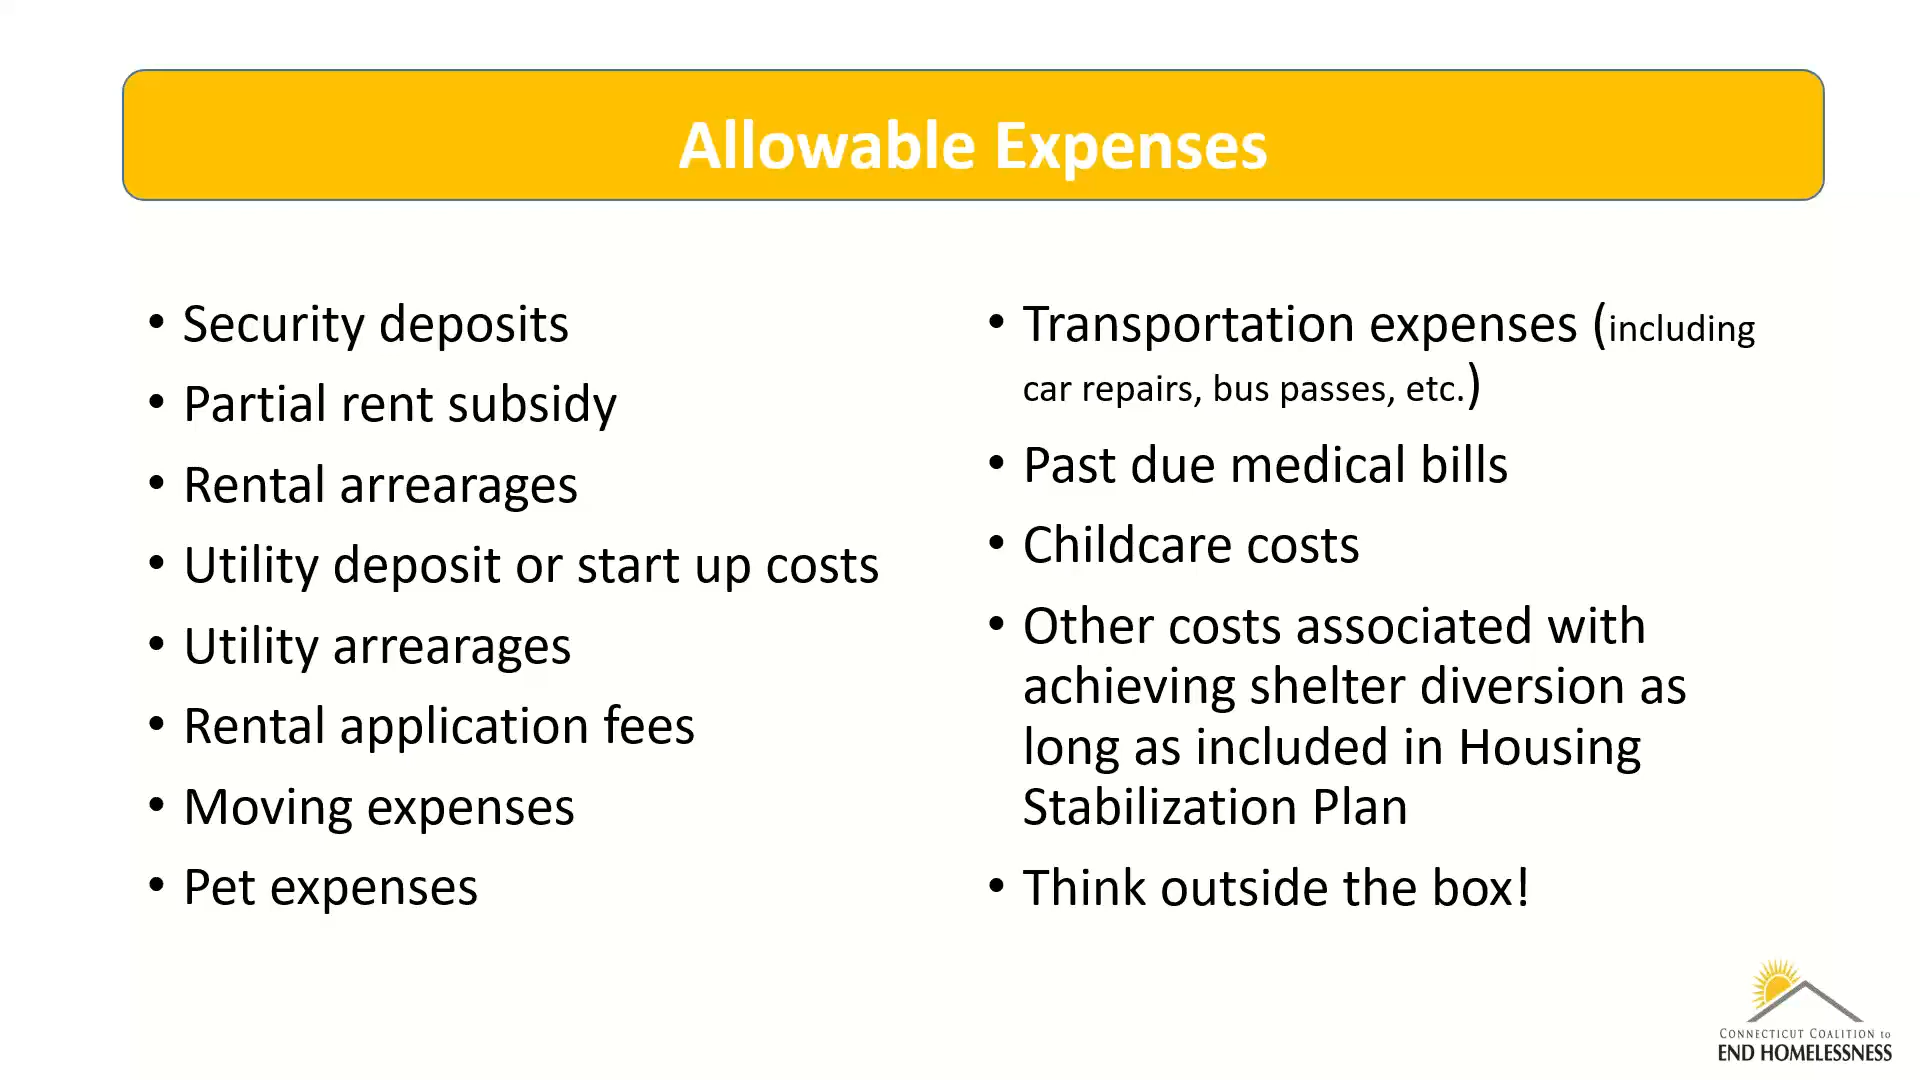 Allowable Expenses
• Security deposits
• Partial rent subsidy
• Rental arrearages
• Utility deposit or start up costs
• Utility arrearages
• Rental application fees
• Moving expenses
• Pet expenses
• Transportation expenses (including
car repairs, bus passes, etc.)
• Past due medical bills
• Childcare costs
• Other costs associated with
achieving shelter diversion as
long as included in Housing
Stabilization Plan
• Think outside the box!
CONNECTICUT COALITION to
END HOMELESSNESS